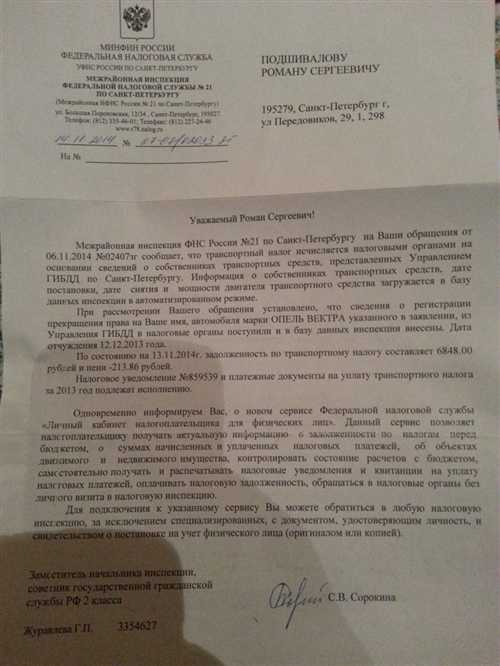 МИНФИН РОССИИ
ФЕДЕРАЛЬНАЯ НАЛОГОВАЯ СЛУЖБА
УФНС РОССИИ ПО САНКТ-ПЕТЕРБУРГУ
МЕЖРАЙОННАЯ ИНСПЕКЦИЯ
ФЕДЕРАЛЬНОЙ НАЛОГОВОЙ СЛУЖБЫ № 21
ПО САНКТ-ПЕТЕРБУРГУ
(Межрайонная ИФНС России № 21 по Санкт-Петербургу)
ул. Большая Пороховская, 12/34, Санкт-Петербург, 195027
Телефон: (812) 335-46-01; Телефакс: (812) 227-24-46
www.r78.nalog.ru
14.11.2014 №
На №
ПОДШИВАЛОВУ
РОМАНУ СЕРГЕЕВИЧУ
195279, Санкт-Петербург г,
ул Передовиков, 29, 1, 298
Уважаемый Роман Сергеевич!
Межрайонная инспекция ФНС России №21 по Санкт-Петербургу на Ваши обращения от
06.11.2014 №02407зг сообщает, что транспортный налог исчисляется налоговыми органами на
основании сведений о собственниках транспортных средств, представленных Управлением
ГИБДД по Санкт-Петербургу. Информация о собственниках транспортных средств, дате
постановки, дате снятия и мощности двигателя транспортного средства загружается в базу
данных инспекции в автоматизированном режиме.
При рассмотрении Вашего обращения установлено, что сведения о регистрации
прекращения права на Ваше имя, автомобиля марки ОПЕЛЬ ВЕКТРА указанного в заявлении, из
Управления ГИБДД в налоговые органы поступили и в базу данных инспекции внесены. Дата
отчуждения 12.12.2013 года.
По состоянию на 13.11.2014г. задолженность по транспортному налогу составляет 6848.00
рублей и пени -213.86 рублей.
Налоговое уведомление №859539 и платежные документы на уплату транспортного налога
за 2013 год подлежат исполнению.
Одновременно информируем Вас, о новом сервисе Федеральной налоговой службы
«Личный кабинет налогоплательщика для физических лиц». Данный сервис позволяет
налогоплательщику получать актуальную информацию о задолженности по налогам перед
бюджетом, о суммах начисленных и уплаченных налоговых платежей, об объектах
движимого и недвижимого имущества, контролировать состояние расчетов с бюджетом,
самостоятельно получать и распечатывать налоговые уведомления и квитанции на уплату
налоговых платежей, оплачивать налоговую задолженность, обращаться в налоговые органы без
личного визита в налоговую инспекцию.
Для подключения к указанному сервису Вы можете обратиться в любую налоговую
инспекцию, за исключением специализированных, с документом, удостоверяющим личность, и
свидетельством о постановке на учет физического лица (оригиналом или копией).
Заместитель начальника инспекции,
советник государственной гражданской
службы РФ 2 класса
С.В. Сорокина
Журавлева Г.П. 3354627